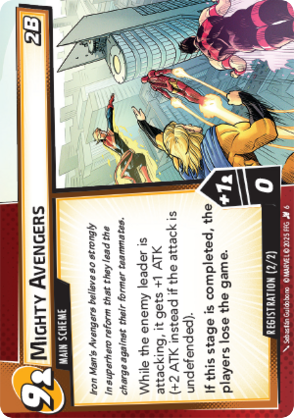 2B
MIGHTY AVENGERS
MAIN SCHEME
9
Iron Man's Avengers believe so strongly
in superhero reform that they lead the
charge against their former teammates.
While the enemy leader is
attacking, it gets +1 ATK
(+2 ATK instead if the attack is
undefended).
If this stage is completed, the
players lose the game.
+1
0
REGISTRATION (2/2)
Sebastian Guidobono © MARVEL © 2025 FFG 6